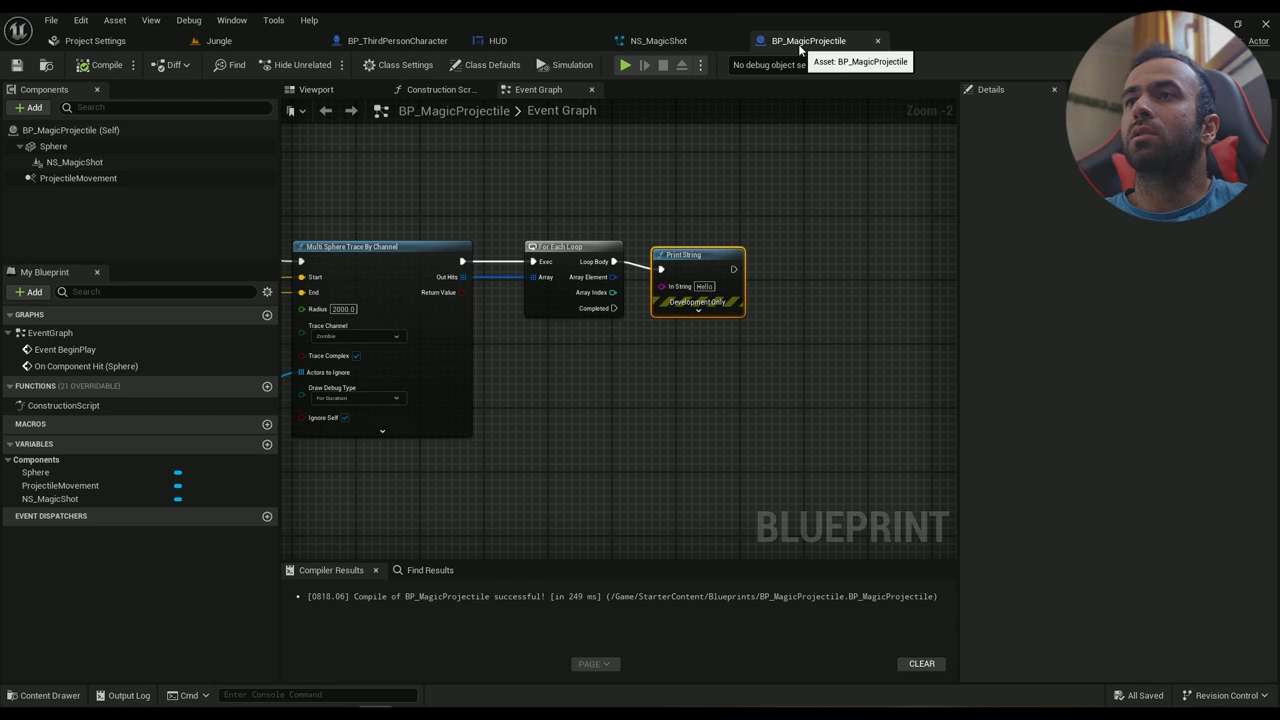 File Edit Asset View Debug Window Tools Help
Project Settings Jungle BP_ThirdPersonCharacter HUD NS_MagicShot BP_MagicProjectile Actor
Compile Diff Find Hide Unrelated Class Settings Class Defaults Simulation No debug object se
Asset: BP_MagicProjectile
Components
Add Search
BP_MagicProjectile (Self)
Sphere
NS_MagicShot
ProjectileMovement
My Blueprint
Add Search
GRAPHS
EventGraph
Event BeginPlay
On Component Hit (Sphere)
FUNCTIONS (21 OVERRIDABLE)
ConstructionScript
MACROS
VARIABLES
Components
Sphere
ProjectileMovement
NS_MagicShot
EVENT DISPATCHERS
Viewport Construction Scr... Event Graph
BP_MagicProjectile > Event Graph Zoom -2
Multi Sphere Trace By Channel
Start Out Hits
End Return Value
Radius 2000.0
Trace Channel
Zombie
Trace Complex
Actors to Ignore
Draw Debug Type
For Duration
Ignore Self
For Each Loop
Exec Loop Body
Array Array Element
Array Index
Completed
Print String
In String Hello
Development Only
BLUEPRINT
Details
Compiler Results Find Results
[0818.06] Compile of BP_MagicProjectile successful! [in 249 ms] (/Game/StarterContent/Blueprints/BP_MagicProjectile.BP_MagicProjectile)
PAGE CLEAR
Content Drawer Output Log Cmd Enter Console Command All Saved Revision Control